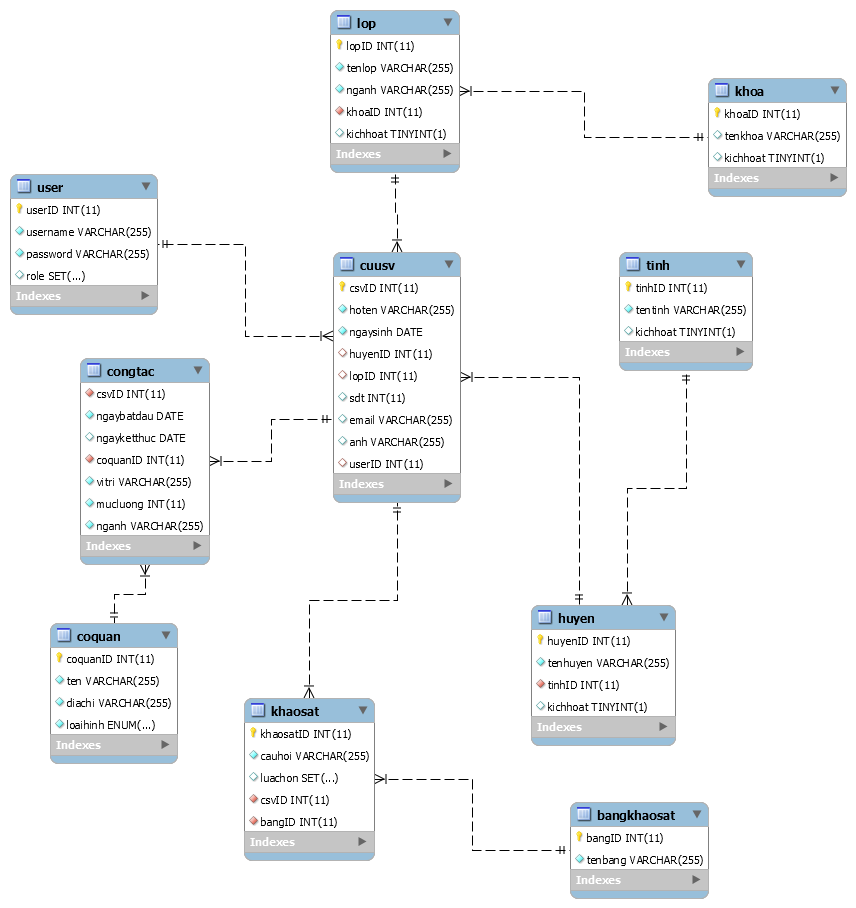 lop
lopID INT(11)
tenlop VARCHAR(255)
nganh VARCHAR(255)
khoaID INT(11)
kichhoat TINYINT(1)
Indexes
khoa
khoaID INT(11)
tenkhoa VARCHAR(255)
kichhoat TINYINT(1)
Indexes
user
userID INT(11)
username VARCHAR(255)
password VARCHAR(255)
role SET(...)
Indexes
cuusv
csvID INT(11)
hoten VARCHAR(255)
ngaysinh DATE
huyenID INT(11)
lopID INT(11)
sdt INT(11)
email VARCHAR(255)
anh VARCHAR(255)
userID INT(11)
Indexes
tinh
tinhID INT(11)
tentinh VARCHAR(255)
kichhoat TINYINT(1)
Indexes
congtac
csvID INT(11)
ngaybatdau DATE
ngayketthuc DATE
coquanID INT(11)
vitri VARCHAR(255)
mucluong INT(11)
nganh VARCHAR(255)
Indexes
coquan
coquanID INT(11)
ten VARCHAR(255)
diachi VARCHAR(255)
loaihinh ENUM(...)
Indexes
huyen
huyenID INT(11)
tenhuyen VARCHAR(255)
tinhID INT(11)
kichhoat TINYINT(1)
Indexes
khaosat
khaosatID INT(11)
cauhoi VARCHAR(255)
luachon SET(...)
csvID INT(11)
bangID INT(11)
Indexes
bangkhaosat
bangID INT(11)
tenbang VARCHAR(255)
Indexes